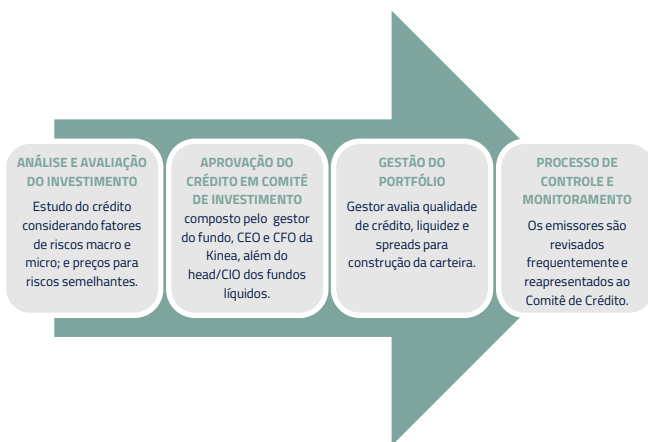 ANÁLISE E AVALIAÇÃO
DO INVESTIMENTO
Estudo do crédito
considerando fatores
de riscos macro e
micro; e preços para
riscos semelhantes.
APROVAÇÃO DO
CRÉDITO EM COMITÊ
DE INVESTIMENTO
composto pelo gestor
do fundo, CEO e CFO da
Kinea, além do
head/CIO dos fundos
líquidos.
GESTÃO DO
PORTFÓLIO
Gestor avalia qualidade
de crédito, liquidez e
spreads para
construção da carteira.
PROCESSO DE
CONTROLE E
MONITORAMENTO
Os emissores são
revisados
frequentemente e
reapresentados ao
Comitê de Crédito.